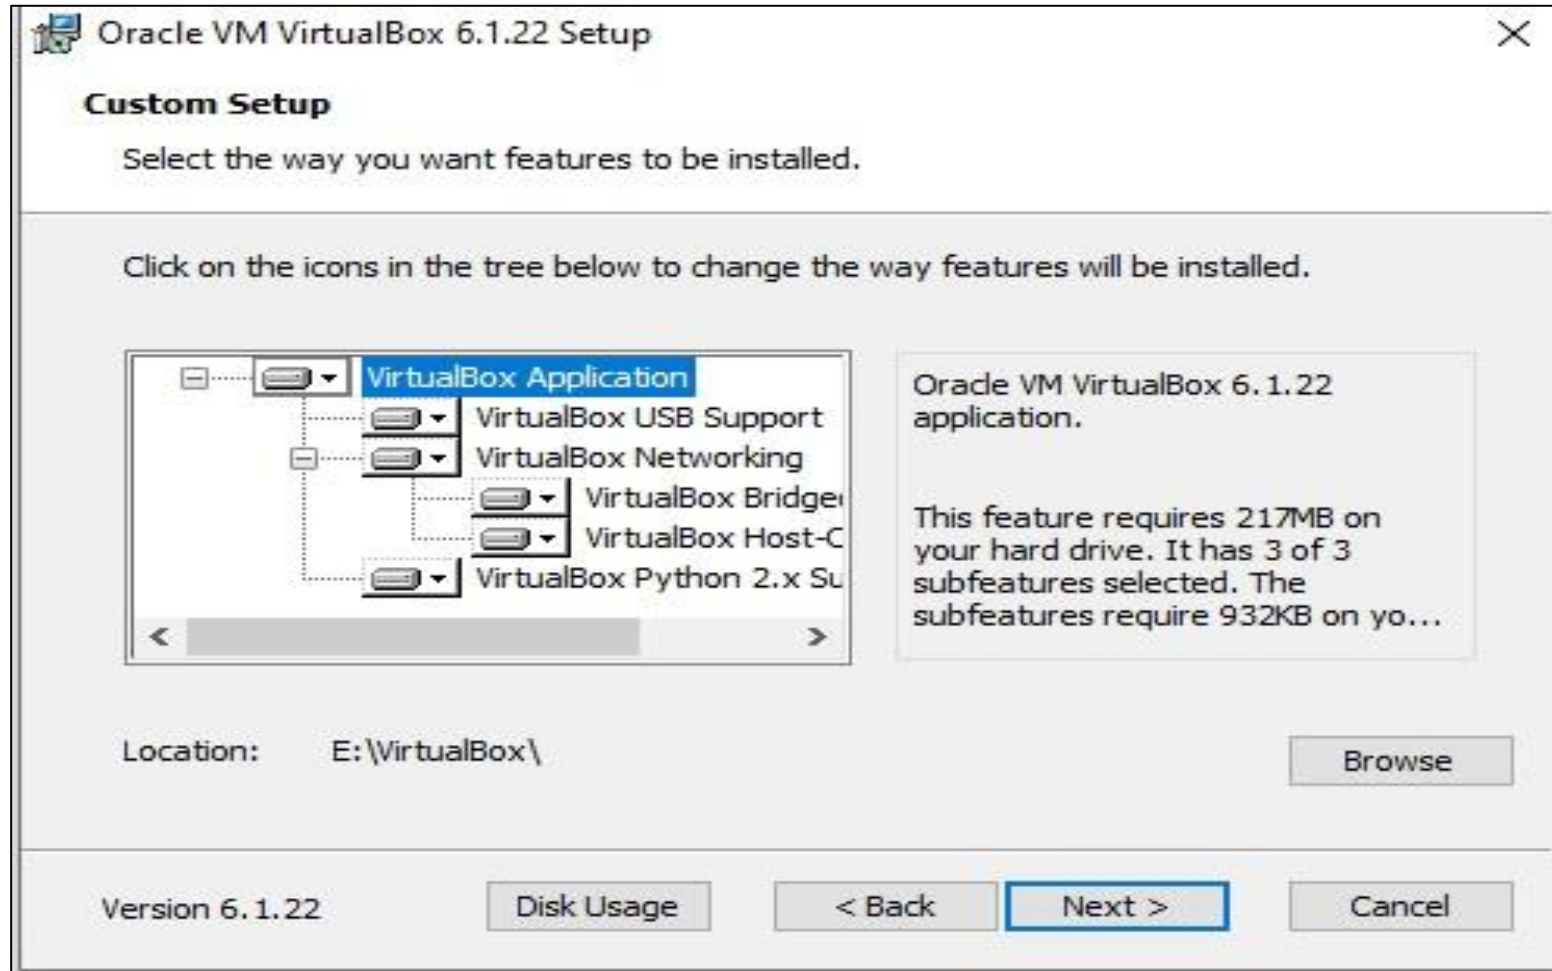 Oracle VM VirtualBox 6.1.22 Setup
Custom Setup
Select the way you want features to be installed.
Click on the icons in the tree below to change the way features will be installed.
VirtualBox Application
VirtualBox USB Support
VirtualBox Networking
VirtualBox Bridge
VirtualBox Host-
VirtualBox Python 2.x Su
Oracle VM VirtualBox 6.1.22
application.
This feature requires 217MB on
your hard drive. It has 3 of 3
subfeatures selected. The
subfeatures require 932KB on yo...
Location: E:\VirtualBox\
Browse
Version 6.1.22
Disk Usage
< Back
Next >
Cancel